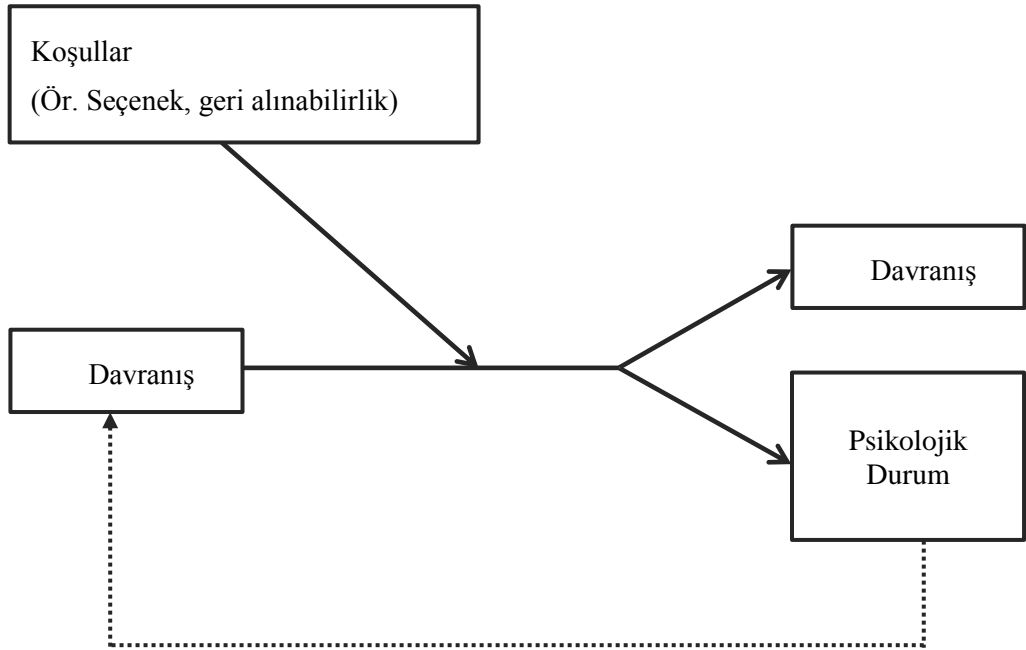 Koşullar
(Ör. Seçenek, geri alınabilirlik)
Davranış
Davranış
Psikolojik
Durum